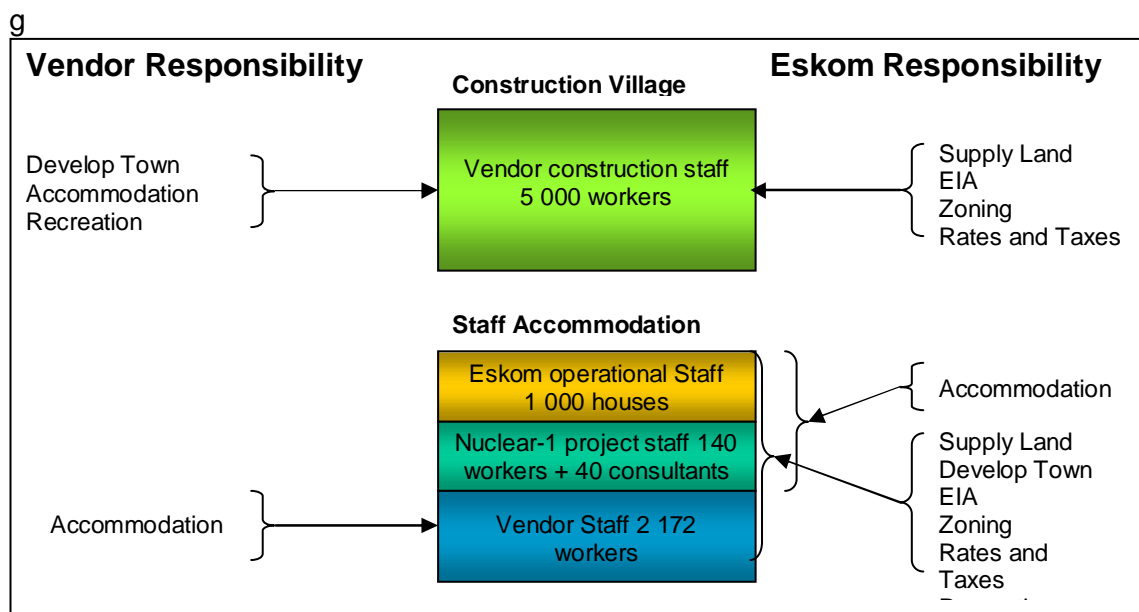 g
Vendor Responsibility
Eskom Responsibility
Construction Village
Develop Town
Accommodation
Recreation
Vendor construction staff
5 000 workers
Supply Land
EIA
Zoning
Rates and Taxes
Staff Accommodation
Eskom operational Staff
1 000 houses
Nuclear-1 project staff 140
workers + 40 consultants
Vendor Staff 2 172
workers
Accommodation
Accommodation
Supply Land
Develop Town
EIA
Zoning
Rates and
Taxes